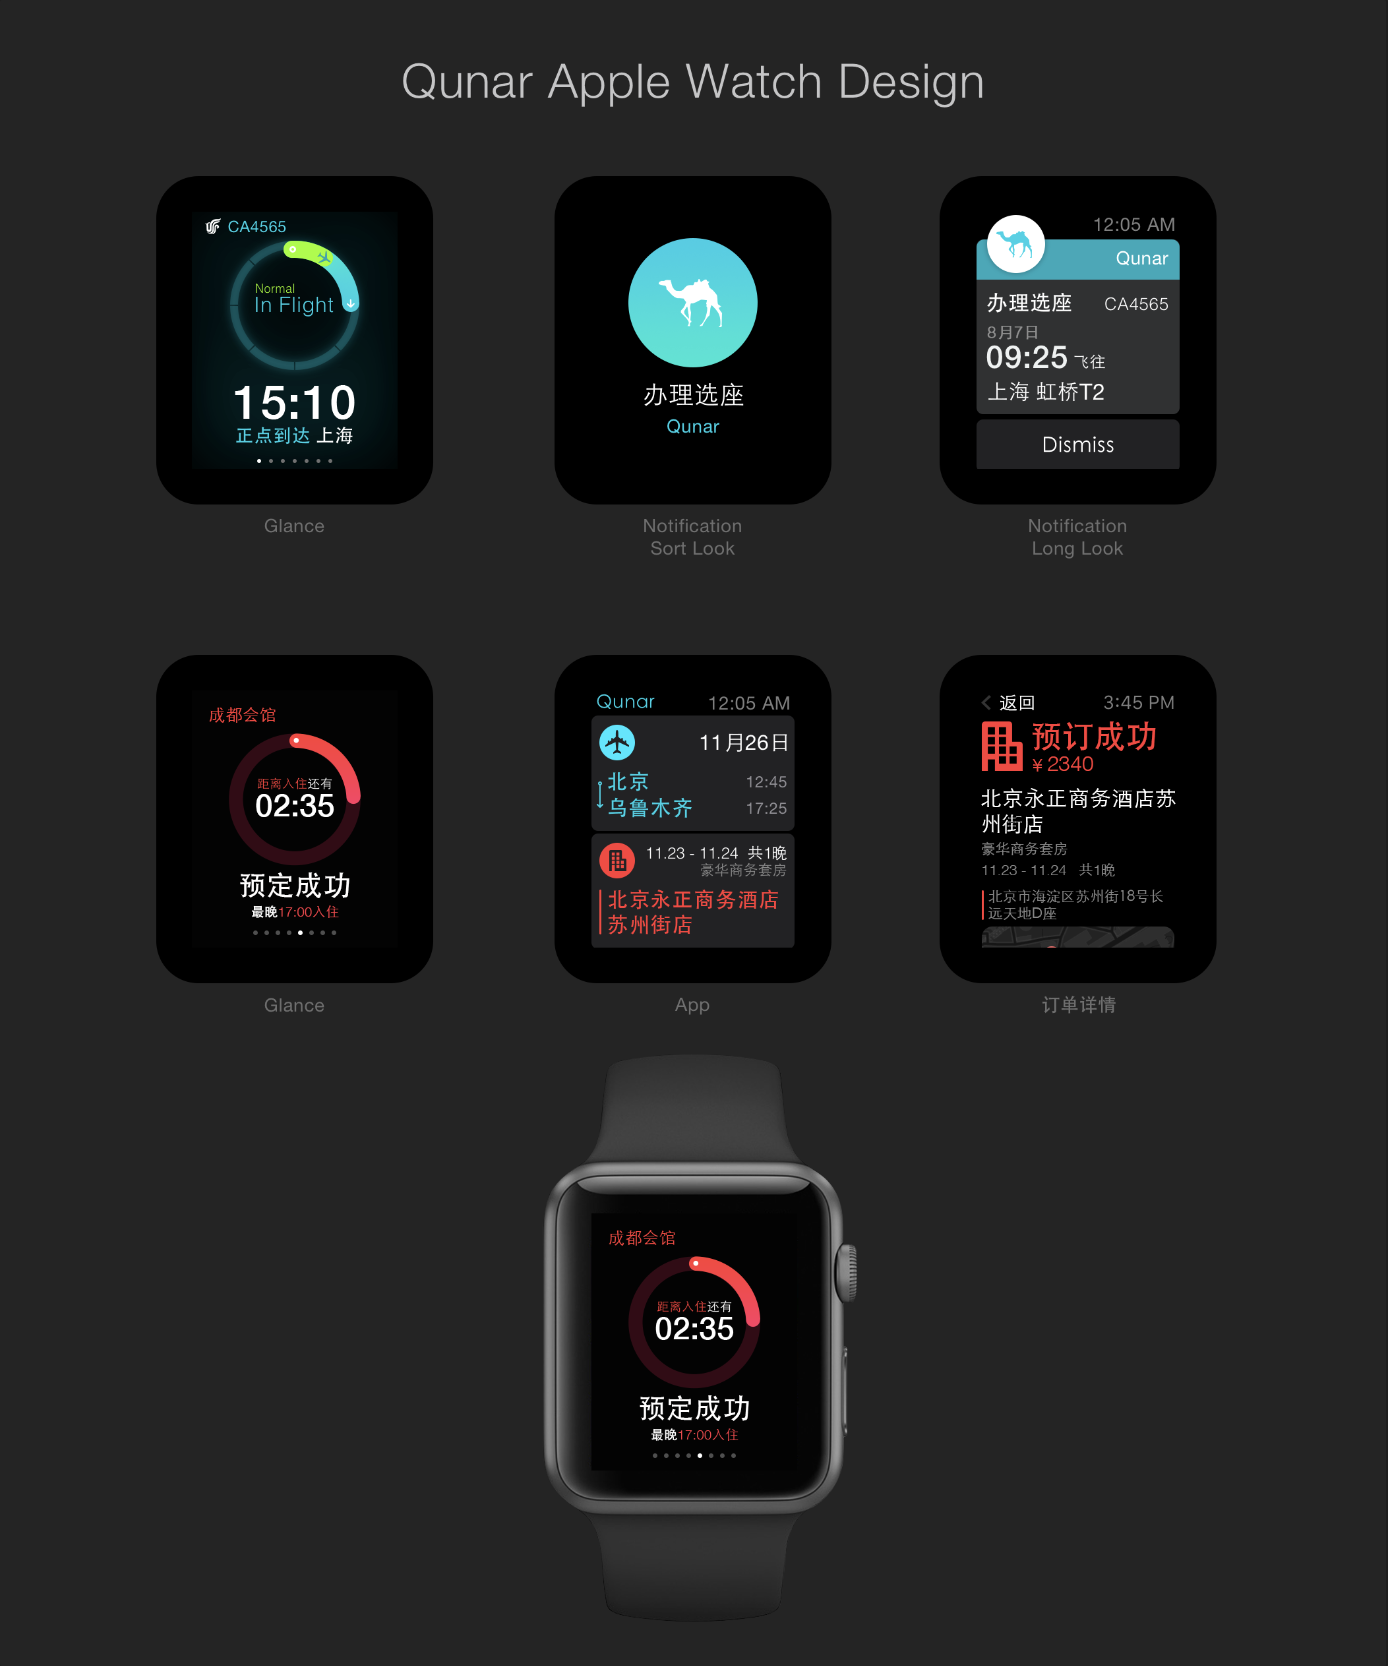 Qunar Apple Watch Design
CA4565
Normal
In Flight
15:10
正点到达 上海
Glance
办理选座
Qunar
Notification
Sort Look
12:05 AM
Qunar
办理选座 CA4565
8月7日
09:25 飞往
上海 虹桥T2
Dismiss
Notification
Long Look
成都会馆
距离入住还有
02:35
预定成功
最晚17:00入住
Glance
Qunar 12:05 AM
11月26日
北京 12:45
乌鲁木齐 17:25
11.23 - 11.24 共1晚
豪华商务套房
北京永正商务酒店
苏州街店
App
返回 3:45 PM
预订成功
¥ 2340
北京永正商务酒店苏
州街店
豪华商务套房
11.23 - 11.24 共1晚
北京市海淀区苏州街18号长
远天地D座
订单详情
成都会馆
距离入住还有
02:35
预定成功
最晚17:00入住